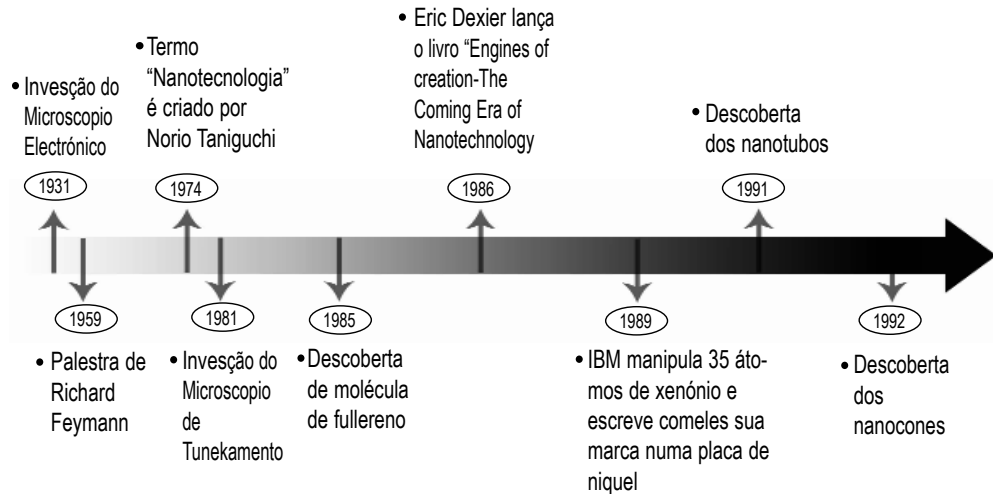 • Invesção do
Microscopio
Electrónico
1931
• Termo
“Nanotecnologia”
é criado por
Norio Taniguchi
1974
• Eric Dexier lança
o livro “Engines of
creation-The
Coming Era of
Nanotechnology
1986
• Descoberta
dos nanotubos
1991
1959
• Palestra de
Richard
Feymann
1981
• Invesção do
Microscopio
de
Tunekamento
1985
• Descoberta
de molécula
de fullereno
1989
• IBM manipula 35 áto-
mos de xenónio e
escreve comeles sua
marca numa placa de
niquel
1992
• Descoberta
dos
nanocones